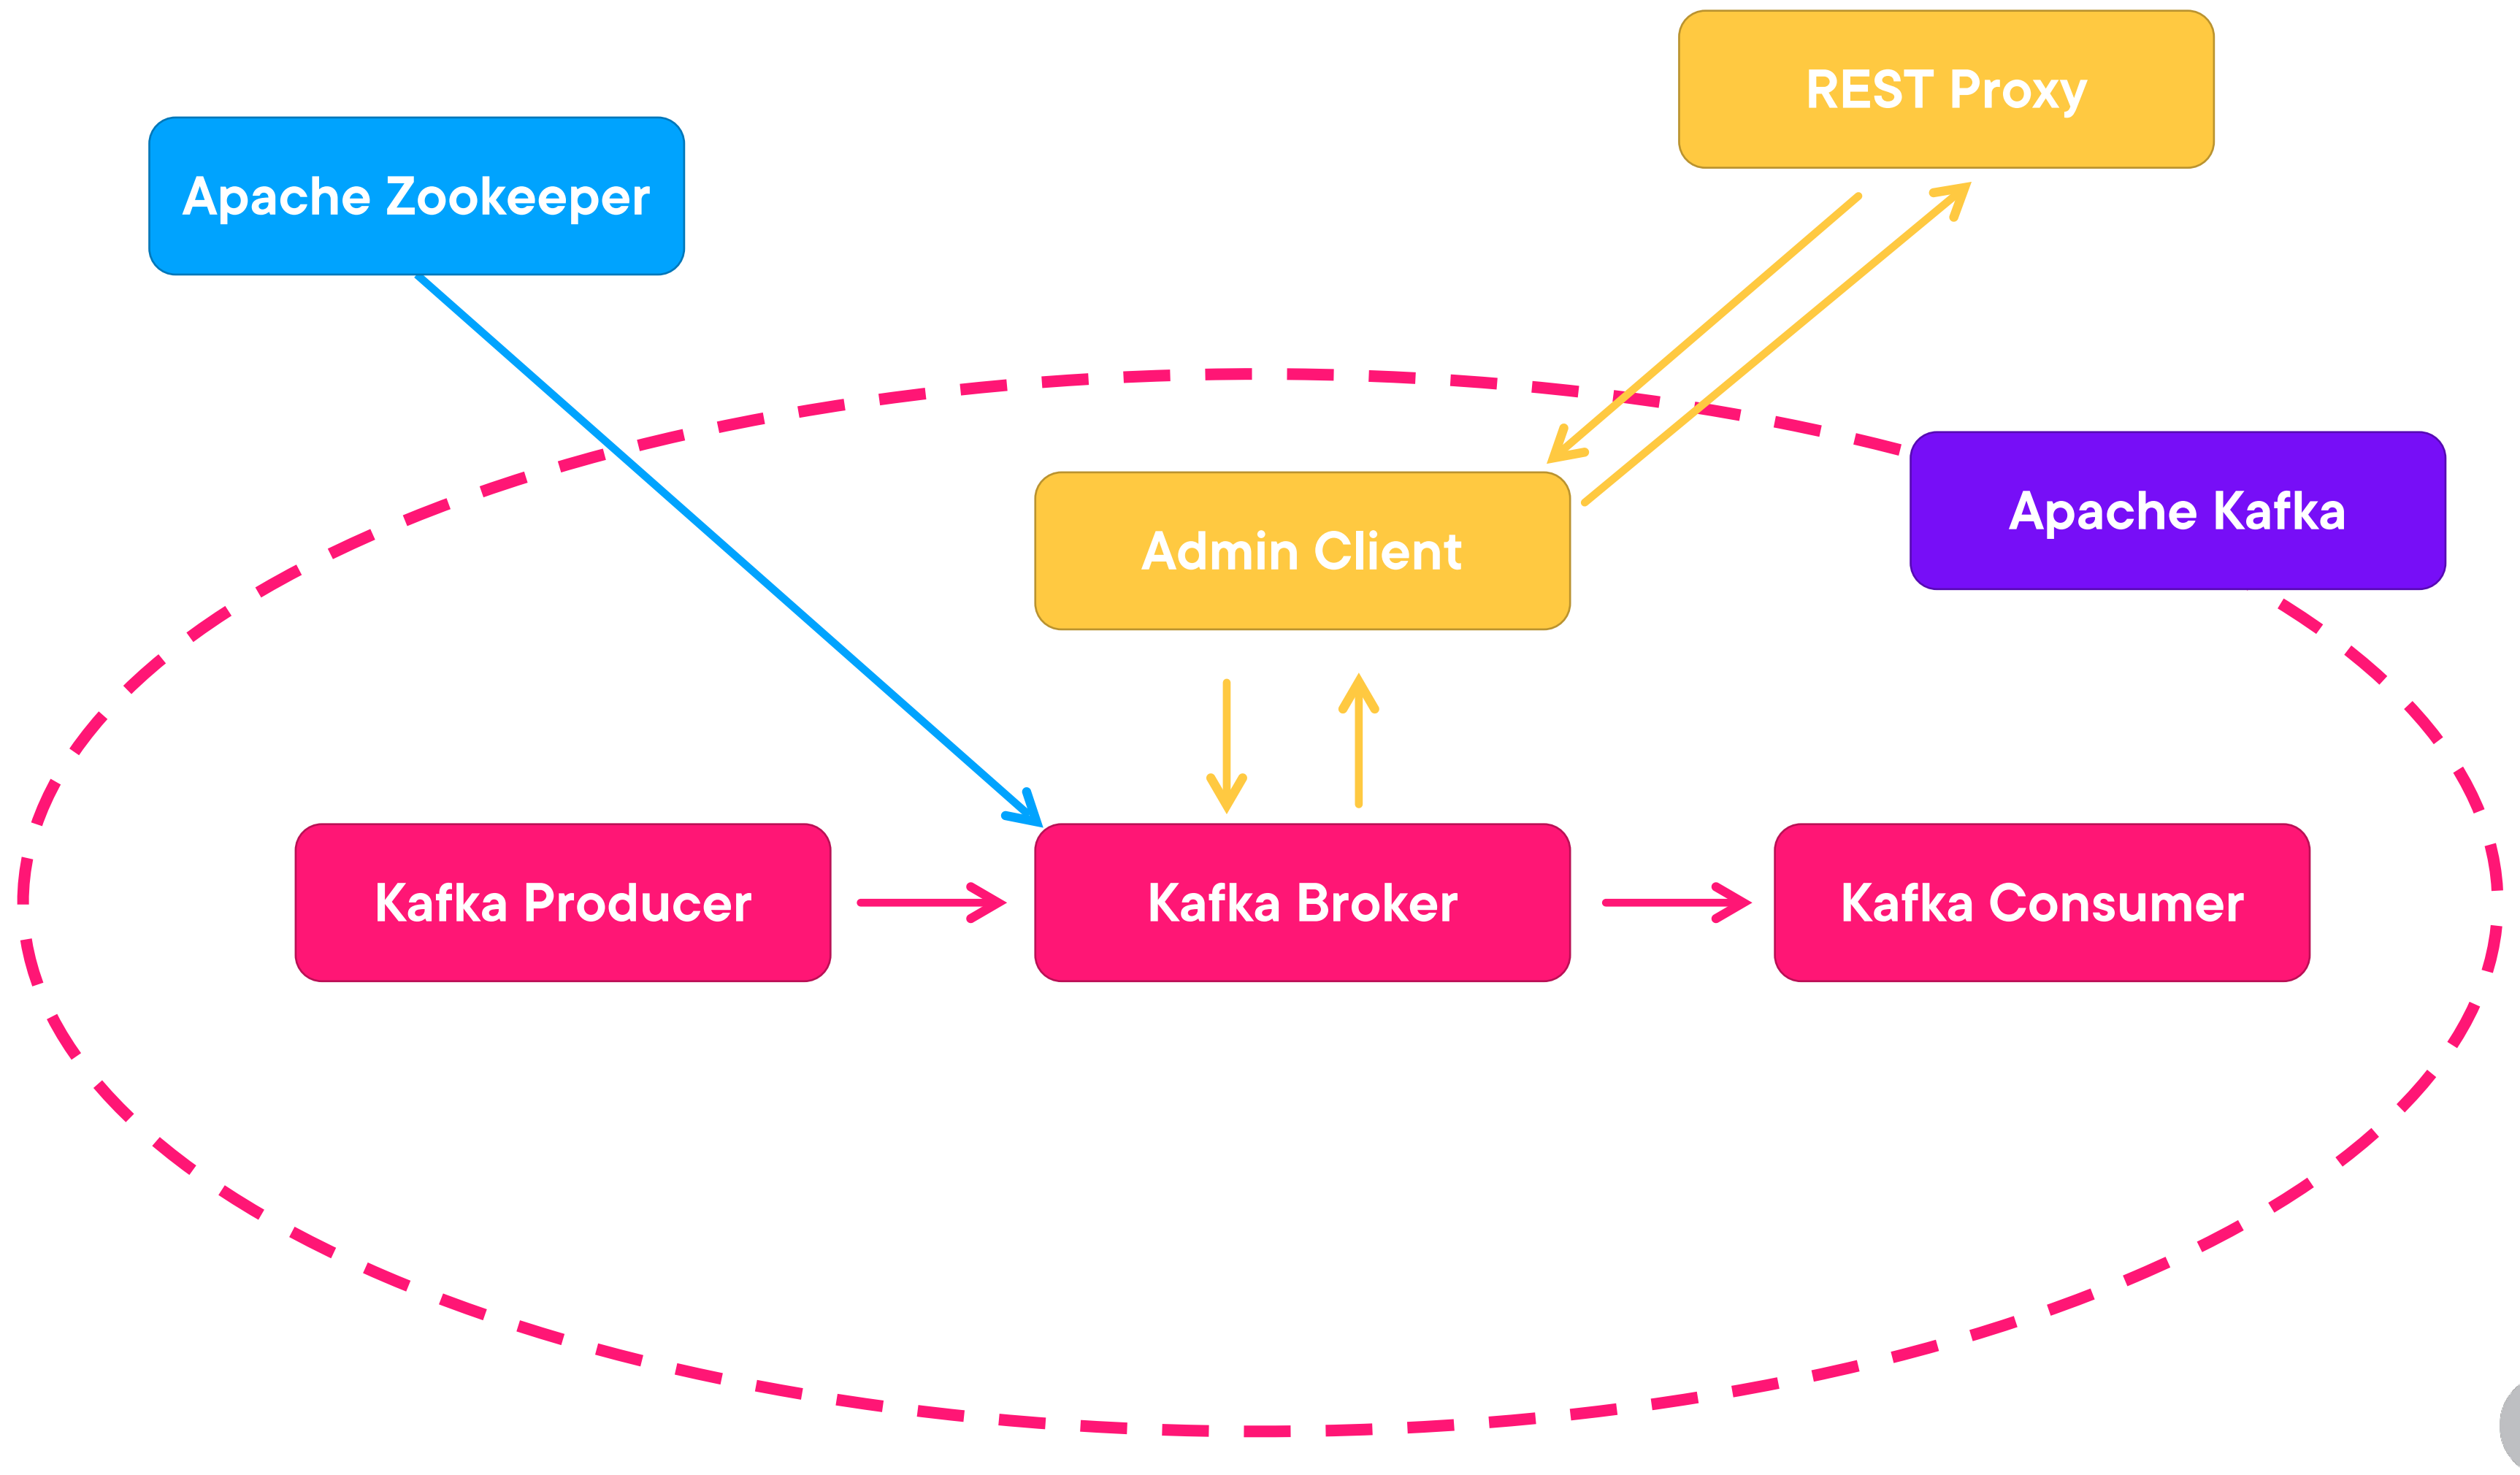 REST Proxy
Apache Zookeeper
Apache Kafka
Admin Client
Kafka Producer
Kafka Broker
Kafka Consumer